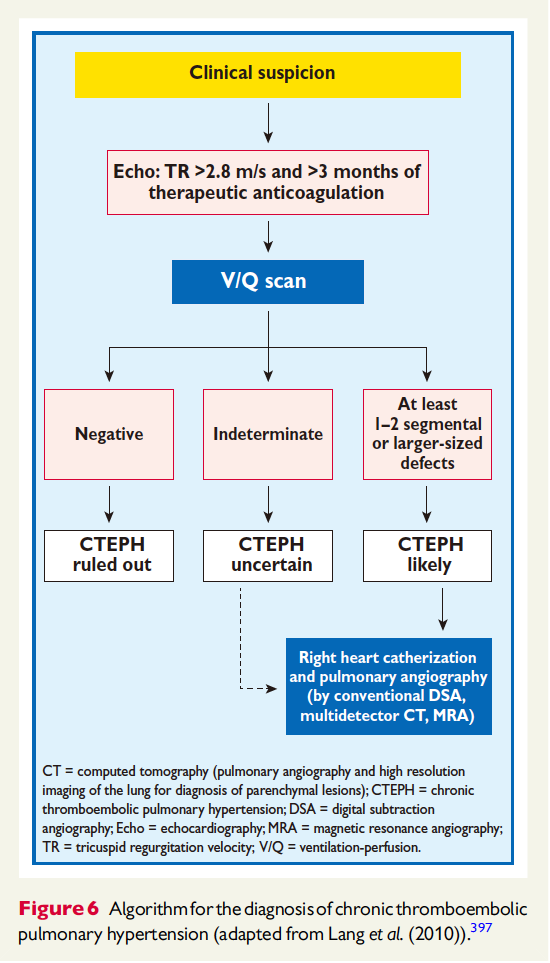 Clinical suspicion
Echo: TR >2.8 m/s and >3 months of
therapeutic anticoagulation
V/Q scan
Negative
Indeterminate
At least
1–2 segmental
or larger-sized
defects
CTEPH
ruled out
CTEPH
uncertain
CTEPH
likely
Right heart catherization
and pulmonary angiography
(by conventional DSA,
multidetector CT, MRA)
CT = computed tomography (pulmonary angiography and high resolution
imaging of the lung for diagnosis of parenchymal lesions); CTEPH = chronic
thromboembolic pulmonary hypertension; DSA = digital subtraction
angiography; Echo = echocardiography; MRA = magnetic resonance angiography;
TR = tricuspid regurgitation velocity; V/Q = ventilation-perfusion.
Figure 6 Algorithm for the diagnosis of chronic thromboembolic
pulmonary hypertension (adapted from Lang et al. (2010)).397